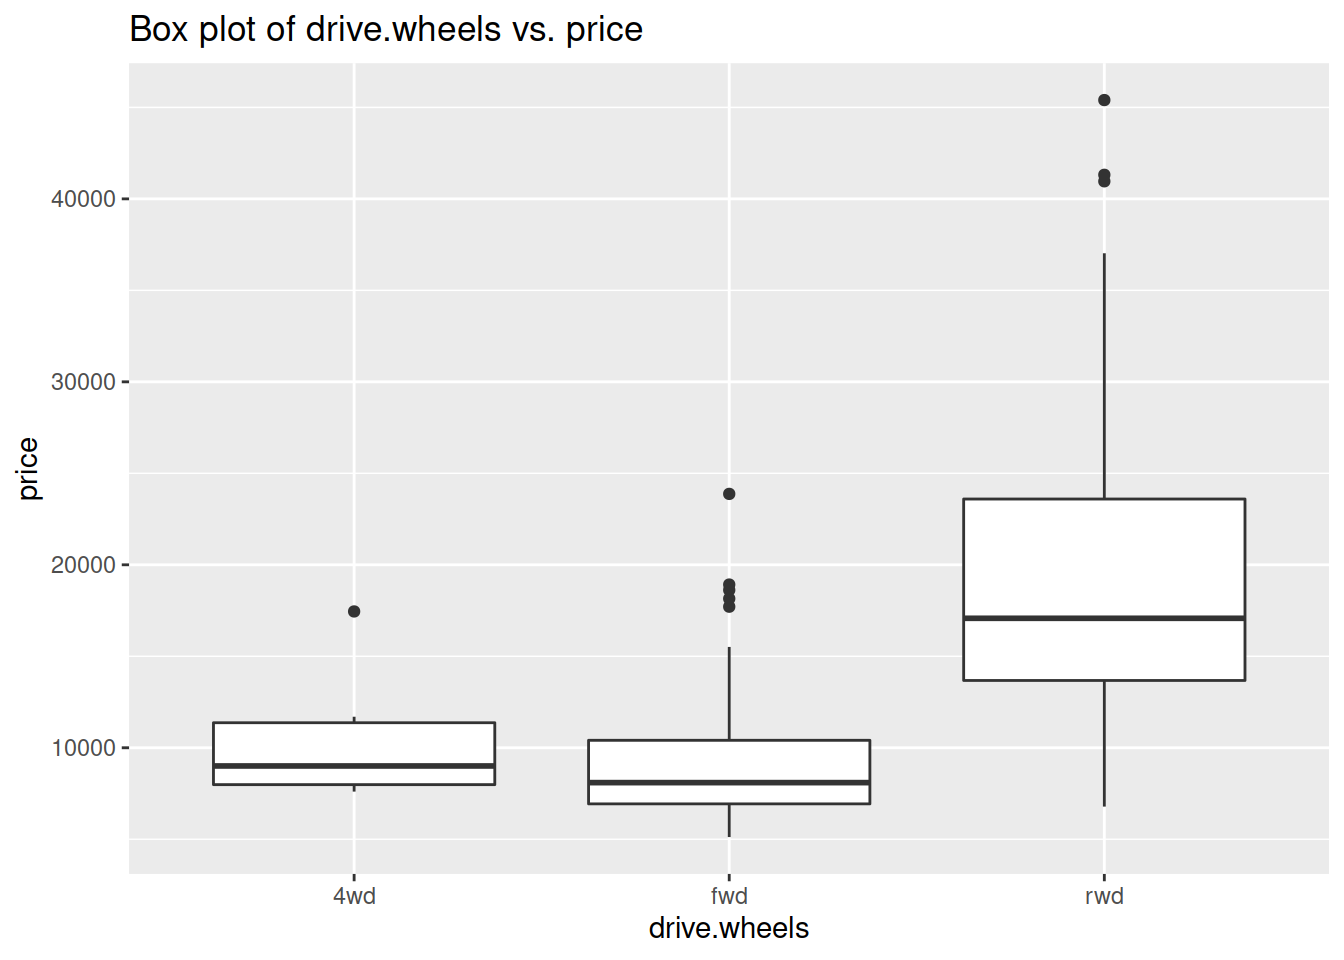 Box plot of drive.wheels vs. price
40000
30000
20000
10000
price
4wd fwd rwd
drive.wheels